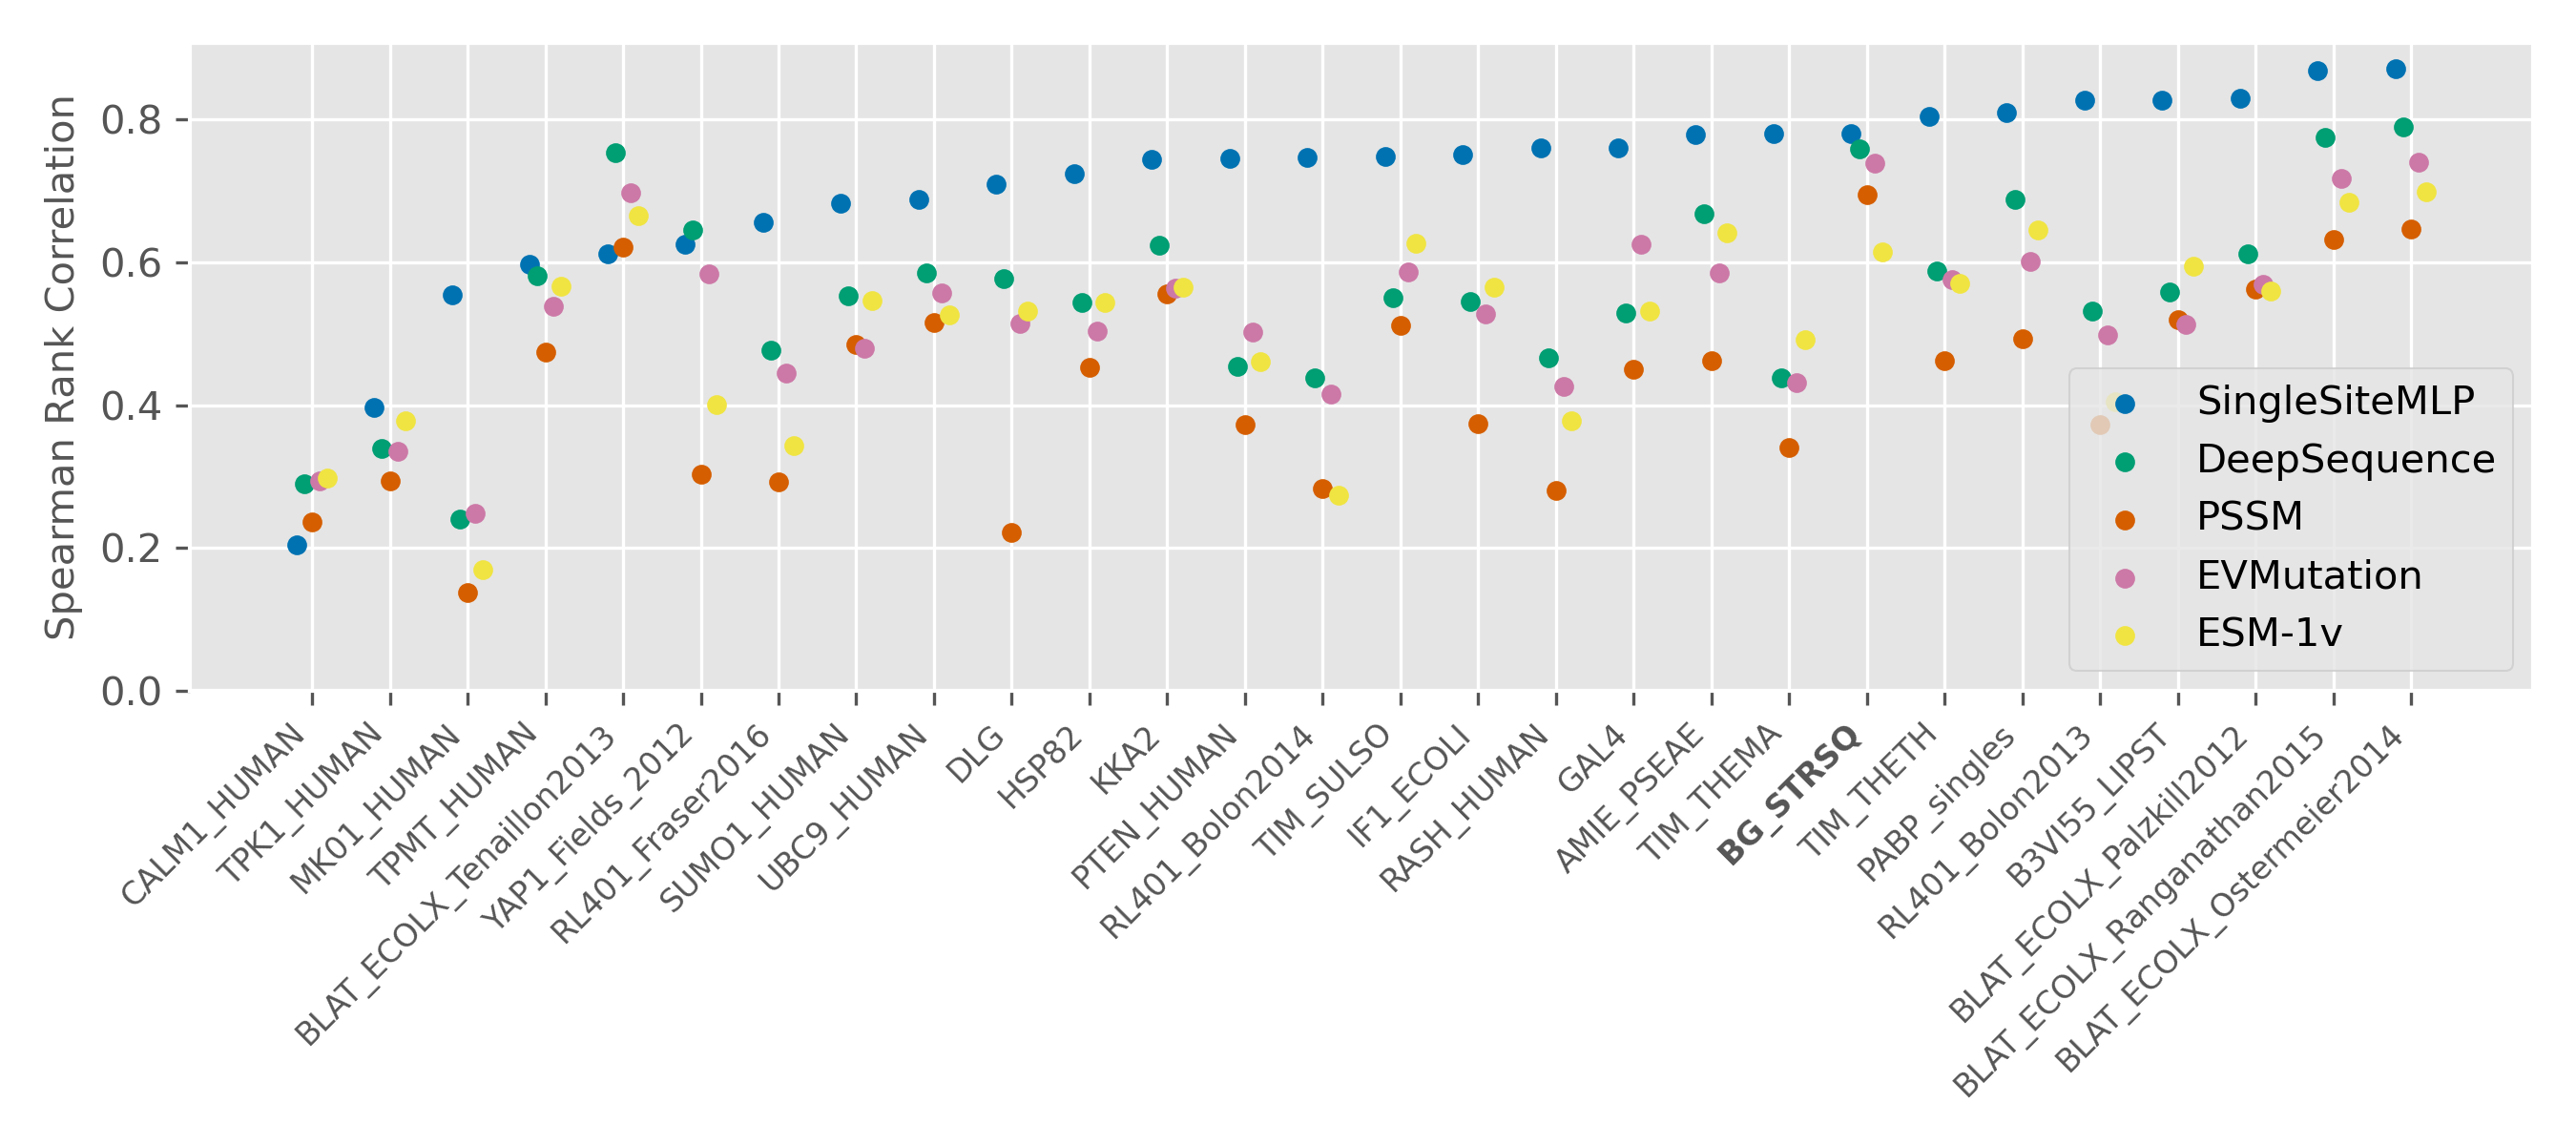 Spearman Rank Correlation
0.8
0.6
0.4
0.2
0.0
SingleSiteMLP
DeepSequence
PSSM
EVMutation
ESM-1v
CALM1_HUMAN
TPK1_HUMAN
MK01_HUMAN
TPMT_HUMAN
BLAT_ECOLX_Tenaillon2013
YAP1_Fields_2012
RL401_Fraser2016
SUMO1_HUMAN
UBC9_HUMAN
DLG
HSP82
KKA2
PTEN_HUMAN
RL401_Bolon2014
TIM_SULSO
IF1_ECOLI
RASH_HUMAN
GAL4
AMIE_PSEAE
TIM_THEMA
BG_STRSQ
TIM_THETH
PABP_singles
RL401_Bolon2013
B3VI55_LIPST
BLAT_ECOLX_Palzkill2012
BLAT_ECOLX_Ranganathan2015
BLAT_ECOLX_Ostermeier2014